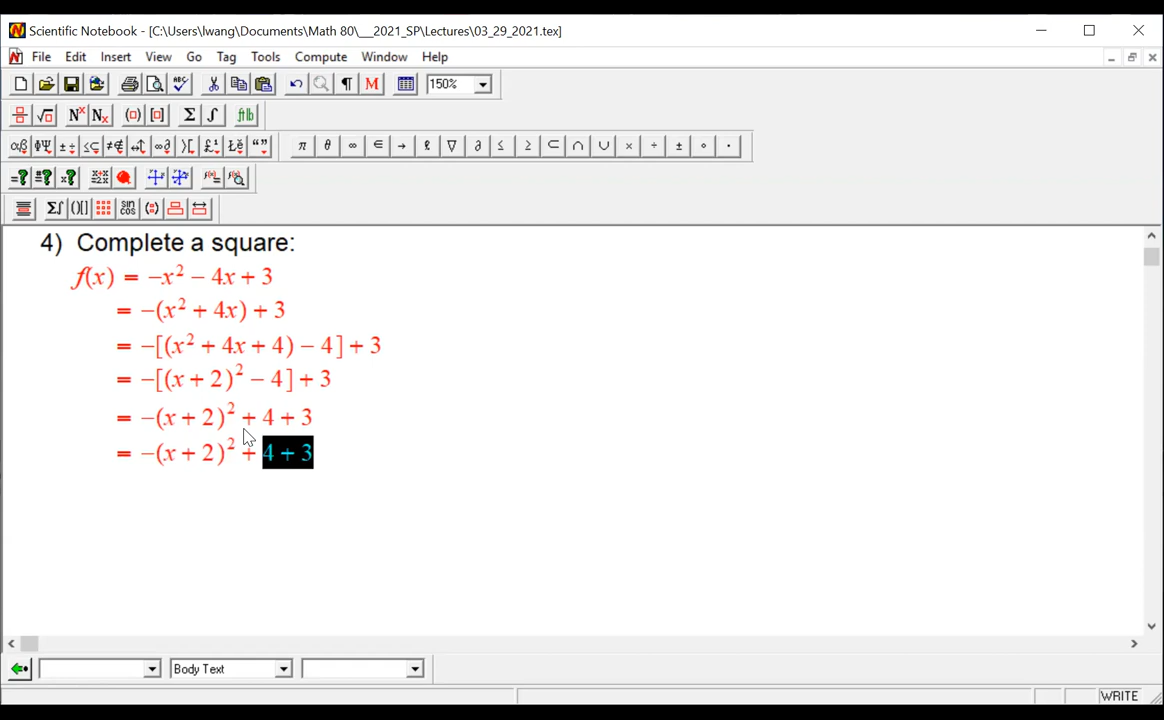 Scientific Notebook - [C:\Users\lwang\Documents\Math 80\__2021_SP\Lectures\03_29_2021.tex]
File Edit Insert View Go Tag Tools Compute Window Help
150%
4) Complete a square:
f(x) = −x² − 4x + 3
= −(x² + 4x) + 3
= −[(x² + 4x + 4) − 4] + 3
= −[(x + 2)² − 4] + 3
= −(x + 2)² + 4 + 3
= −(x + 2)² + 4 + 3
Body Text
WRITE